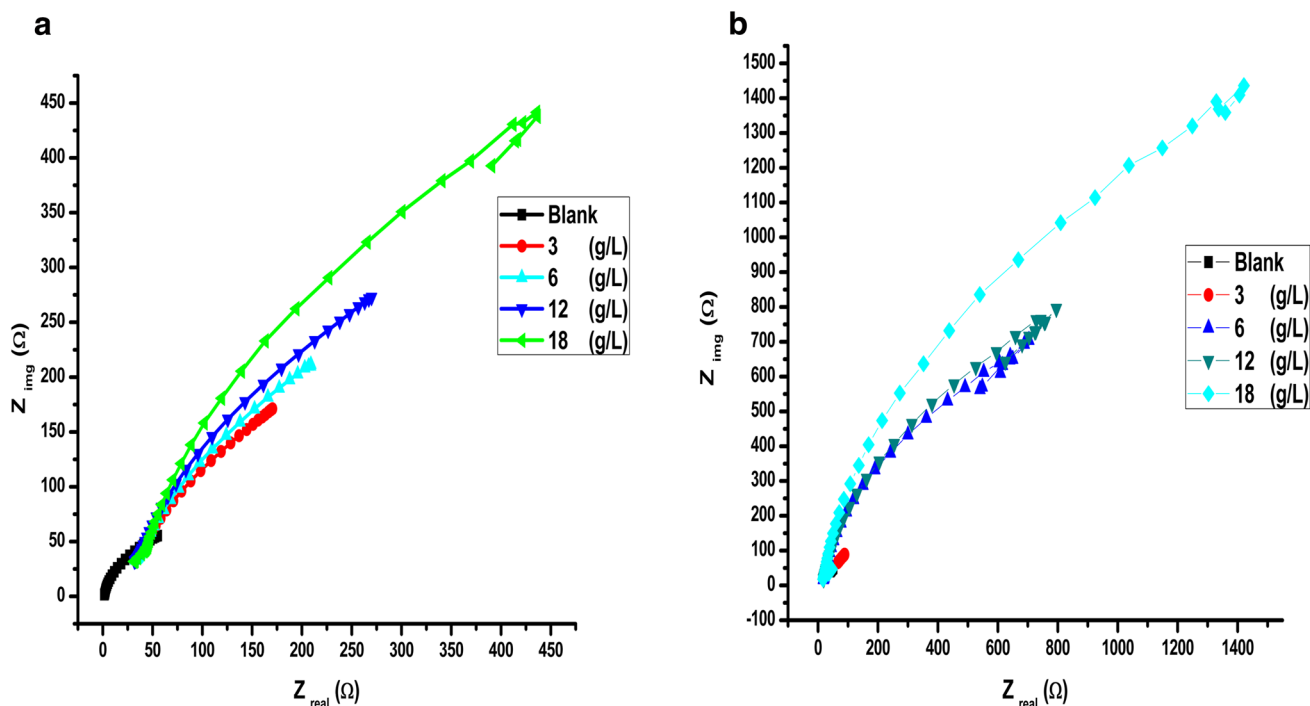 a
Z img (Ω)
450
400
350
300
250
200
150
100
50
0
0 50 100 150 200 250 300 350 400 450
Z real (Ω)
Blank
3 (g/L)
6 (g/L)
12 (g/L)
18 (g/L)
b
Z img (Ω)
1500
1400
1300
1200
1100
1000
900
800
700
600
500
400
300
200
100
0
-100
0 200 400 600 800 1000 1200 1400
Z real (Ω)
Blank
3 (g/L)
6 (g/L)
12 (g/L)
18 (g/L)